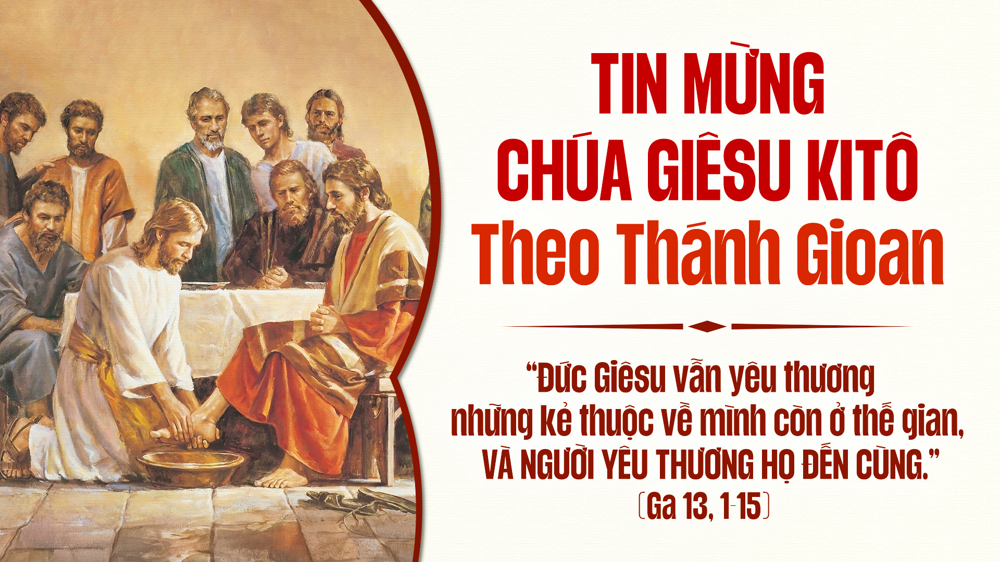 TIN MỪNG
CHÚA GIÊSU KITÔ
Theo Thánh Gioan
“Đức Giêsu vẫn yêu thương
những kẻ thuộc về mình còn ở thế gian,
VÀ NGƯỜI YÊU THƯƠNG HỌ ĐẾN CÙNG.”
(Ga 13, 1-15)